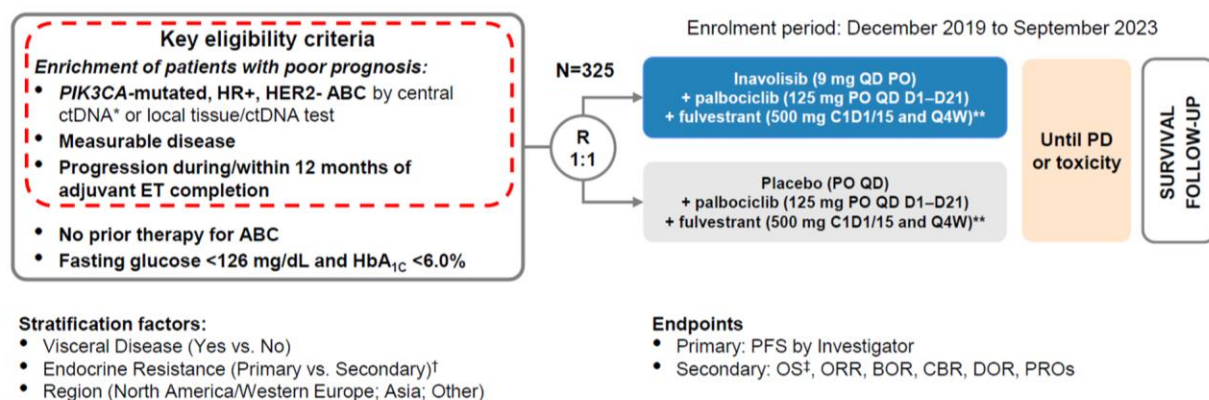 Key eligibility criteria
Enrichment of patients with poor prognosis:
• PIK3CA-mutated, HR+, HER2- ABC by central
ctDNA* or local tissue/ctDNA test
• Measurable disease
• Progression during/within 12 months of
adjuvant ET completion
• No prior therapy for ABC
• Fasting glucose <126 mg/dL and HbA1C <6.0%
N=325
R
1:1
Enrolment period: December 2019 to September 2023
Inavolisib (9 mg QD PO)
+ palbociclib (125 mg PO QD D1–D21)
+ fulvestrant (500 mg C1D1/15 and Q4W)**
Placebo (PO QD)
+ palbociclib (125 mg PO QD D1–D21)
+ fulvestrant (500 mg C1D1/15 and Q4W)**
Until PD
or toxicity
SURVIVAL
FOLLOW-UP
Stratification factors:
• Visceral Disease (Yes vs. No)
• Endocrine Resistance (Primary vs. Secondary)†
• Region (North America/Western Europe; Asia; Other)
Endpoints
• Primary: PFS by Investigator
• Secondary: OS‡, ORR, BOR, CBR, DOR, PROs